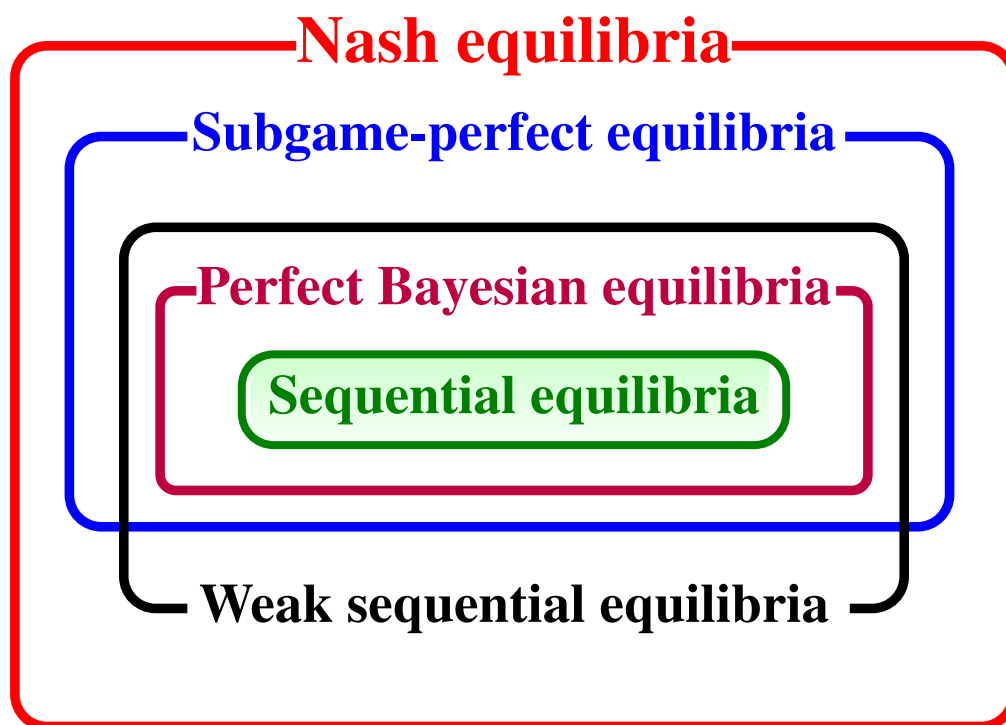 Nash equilibria
Subgame-perfect equilibria
Perfect Bayesian equilibria
Sequential equilibria
Weak sequential equilibria